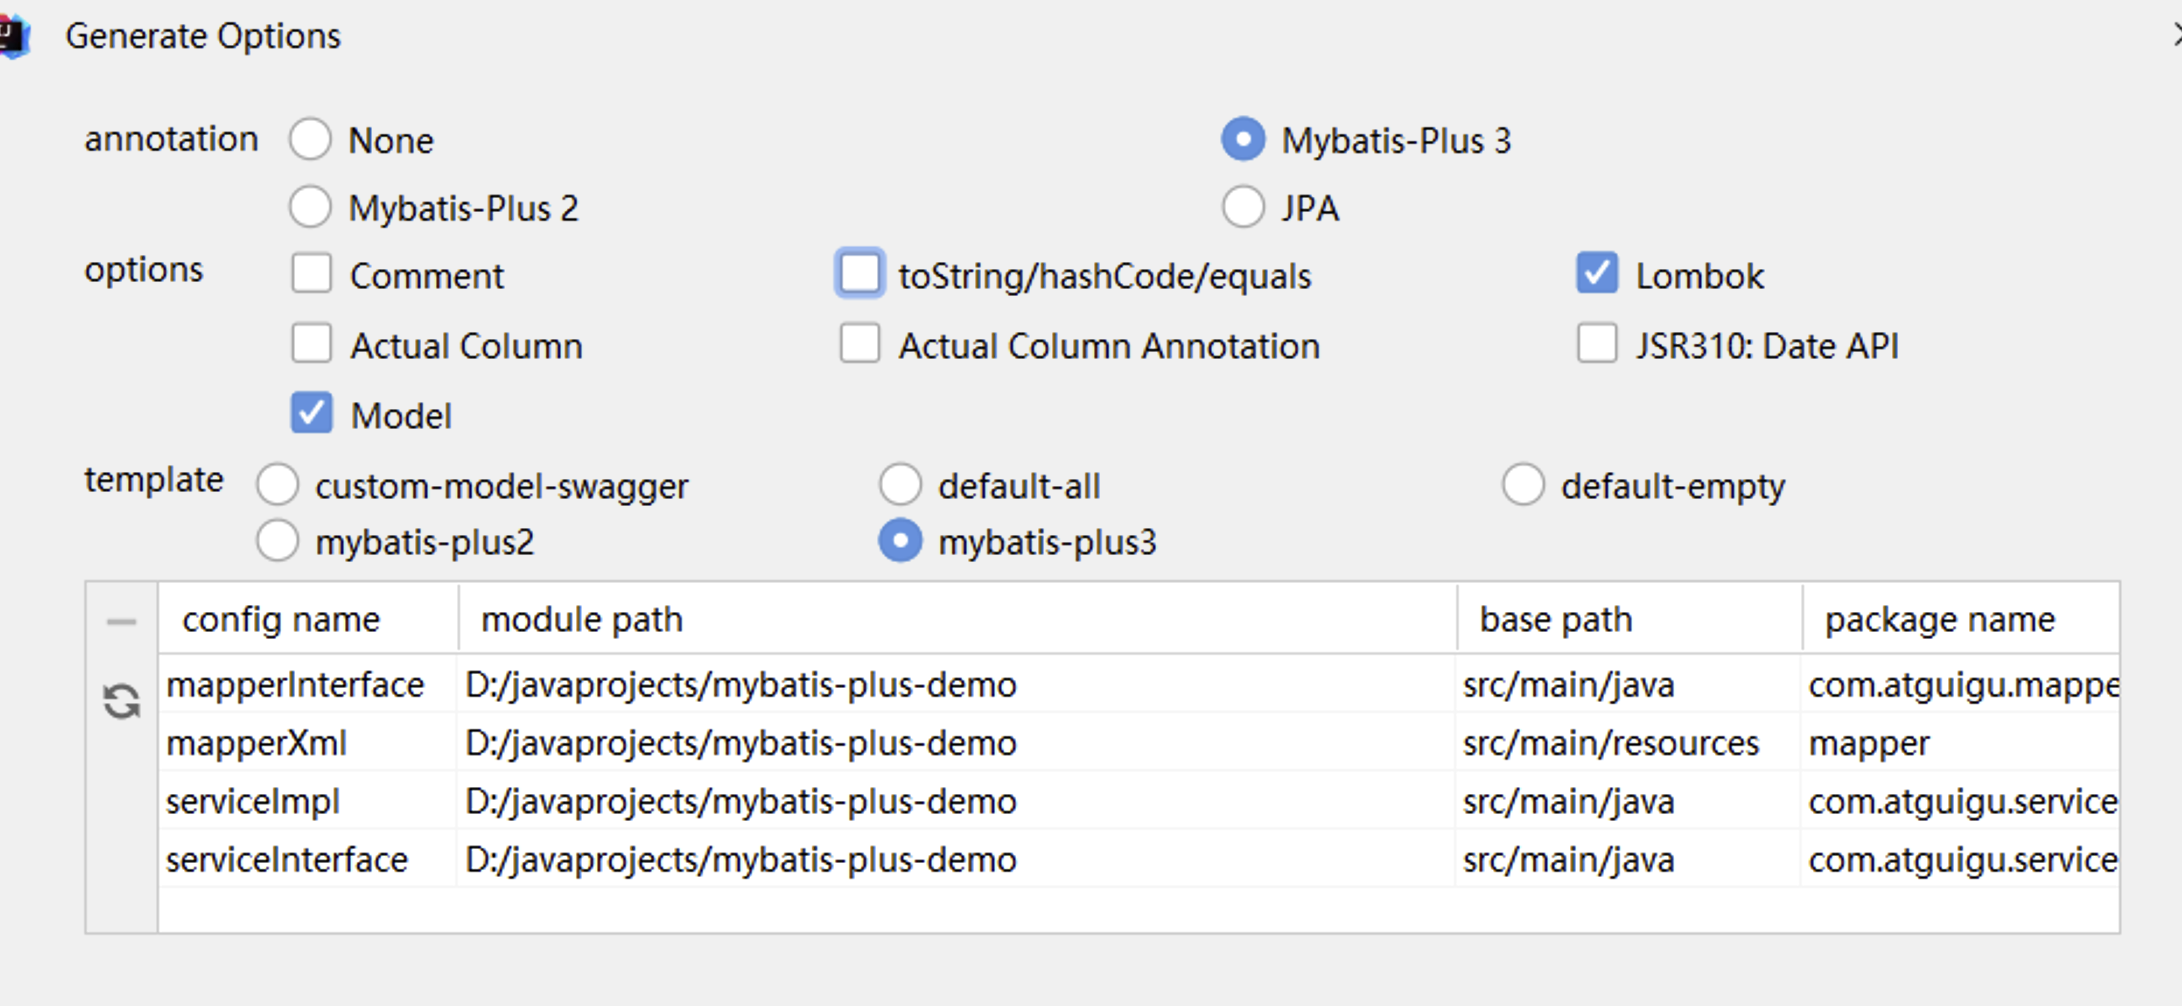 Generate Options
annotation None Mybatis-Plus 3
Mybatis-Plus 2 JPA
options Comment toString/hashCode/equals Lombok
Actual Column Actual Column Annotation JSR310: Date API
Model
template custom-model-swagger default-all default-empty
mybatis-plus2 mybatis-plus3
config name module path base path package name
mapperInterface D:/javaprojects/mybatis-plus-demo src/main/java com.atguigu.mappe
mapperXml D:/javaprojects/mybatis-plus-demo src/main/resources mapper
serviceImpl D:/javaprojects/mybatis-plus-demo src/main/java com.atguigu.service
serviceInterface D:/javaprojects/mybatis-plus-demo src/main/java com.atguigu.service